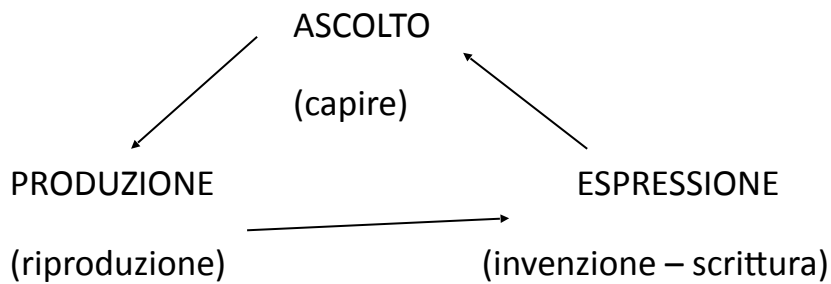 ASCOLTO
(capire)
PRODUZIONE ESPRESSIONE
(riproduzione) (invenzione – scrittura)